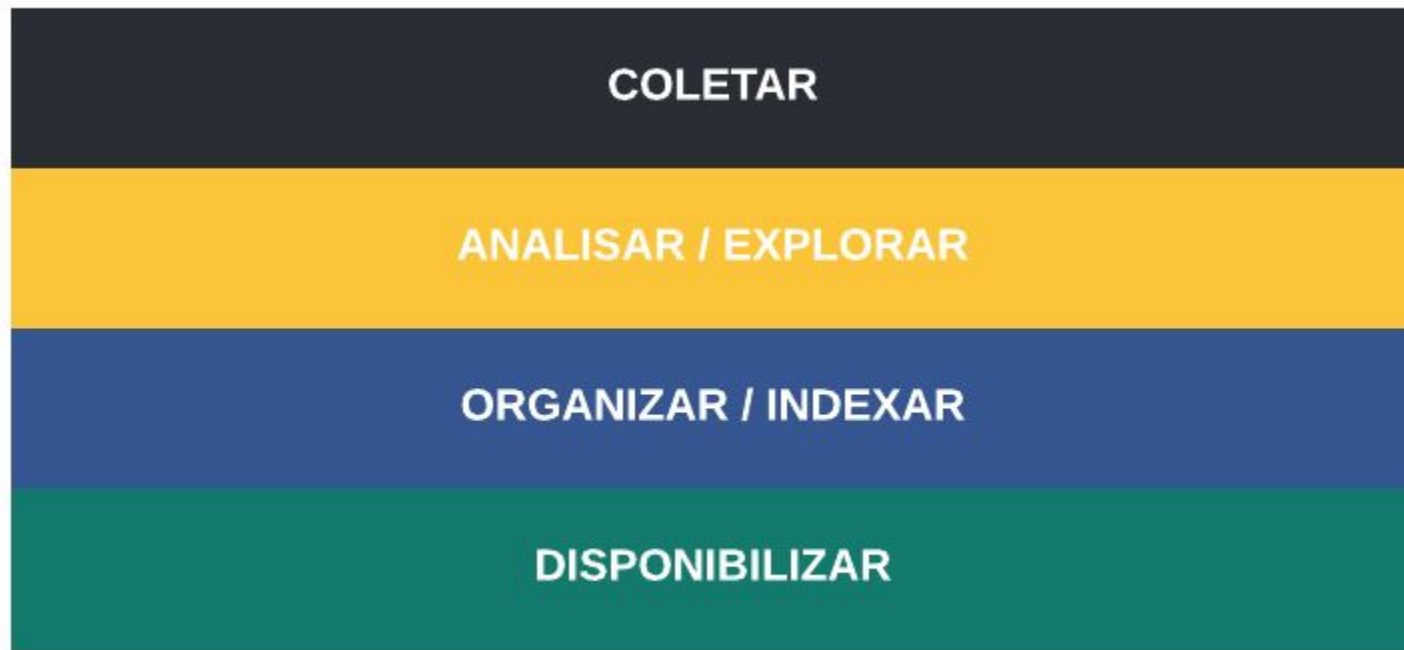 COLETAR
ANALISAR / EXPLORAR
ORGANIZAR / INDEXAR
DISPONIBILIZAR